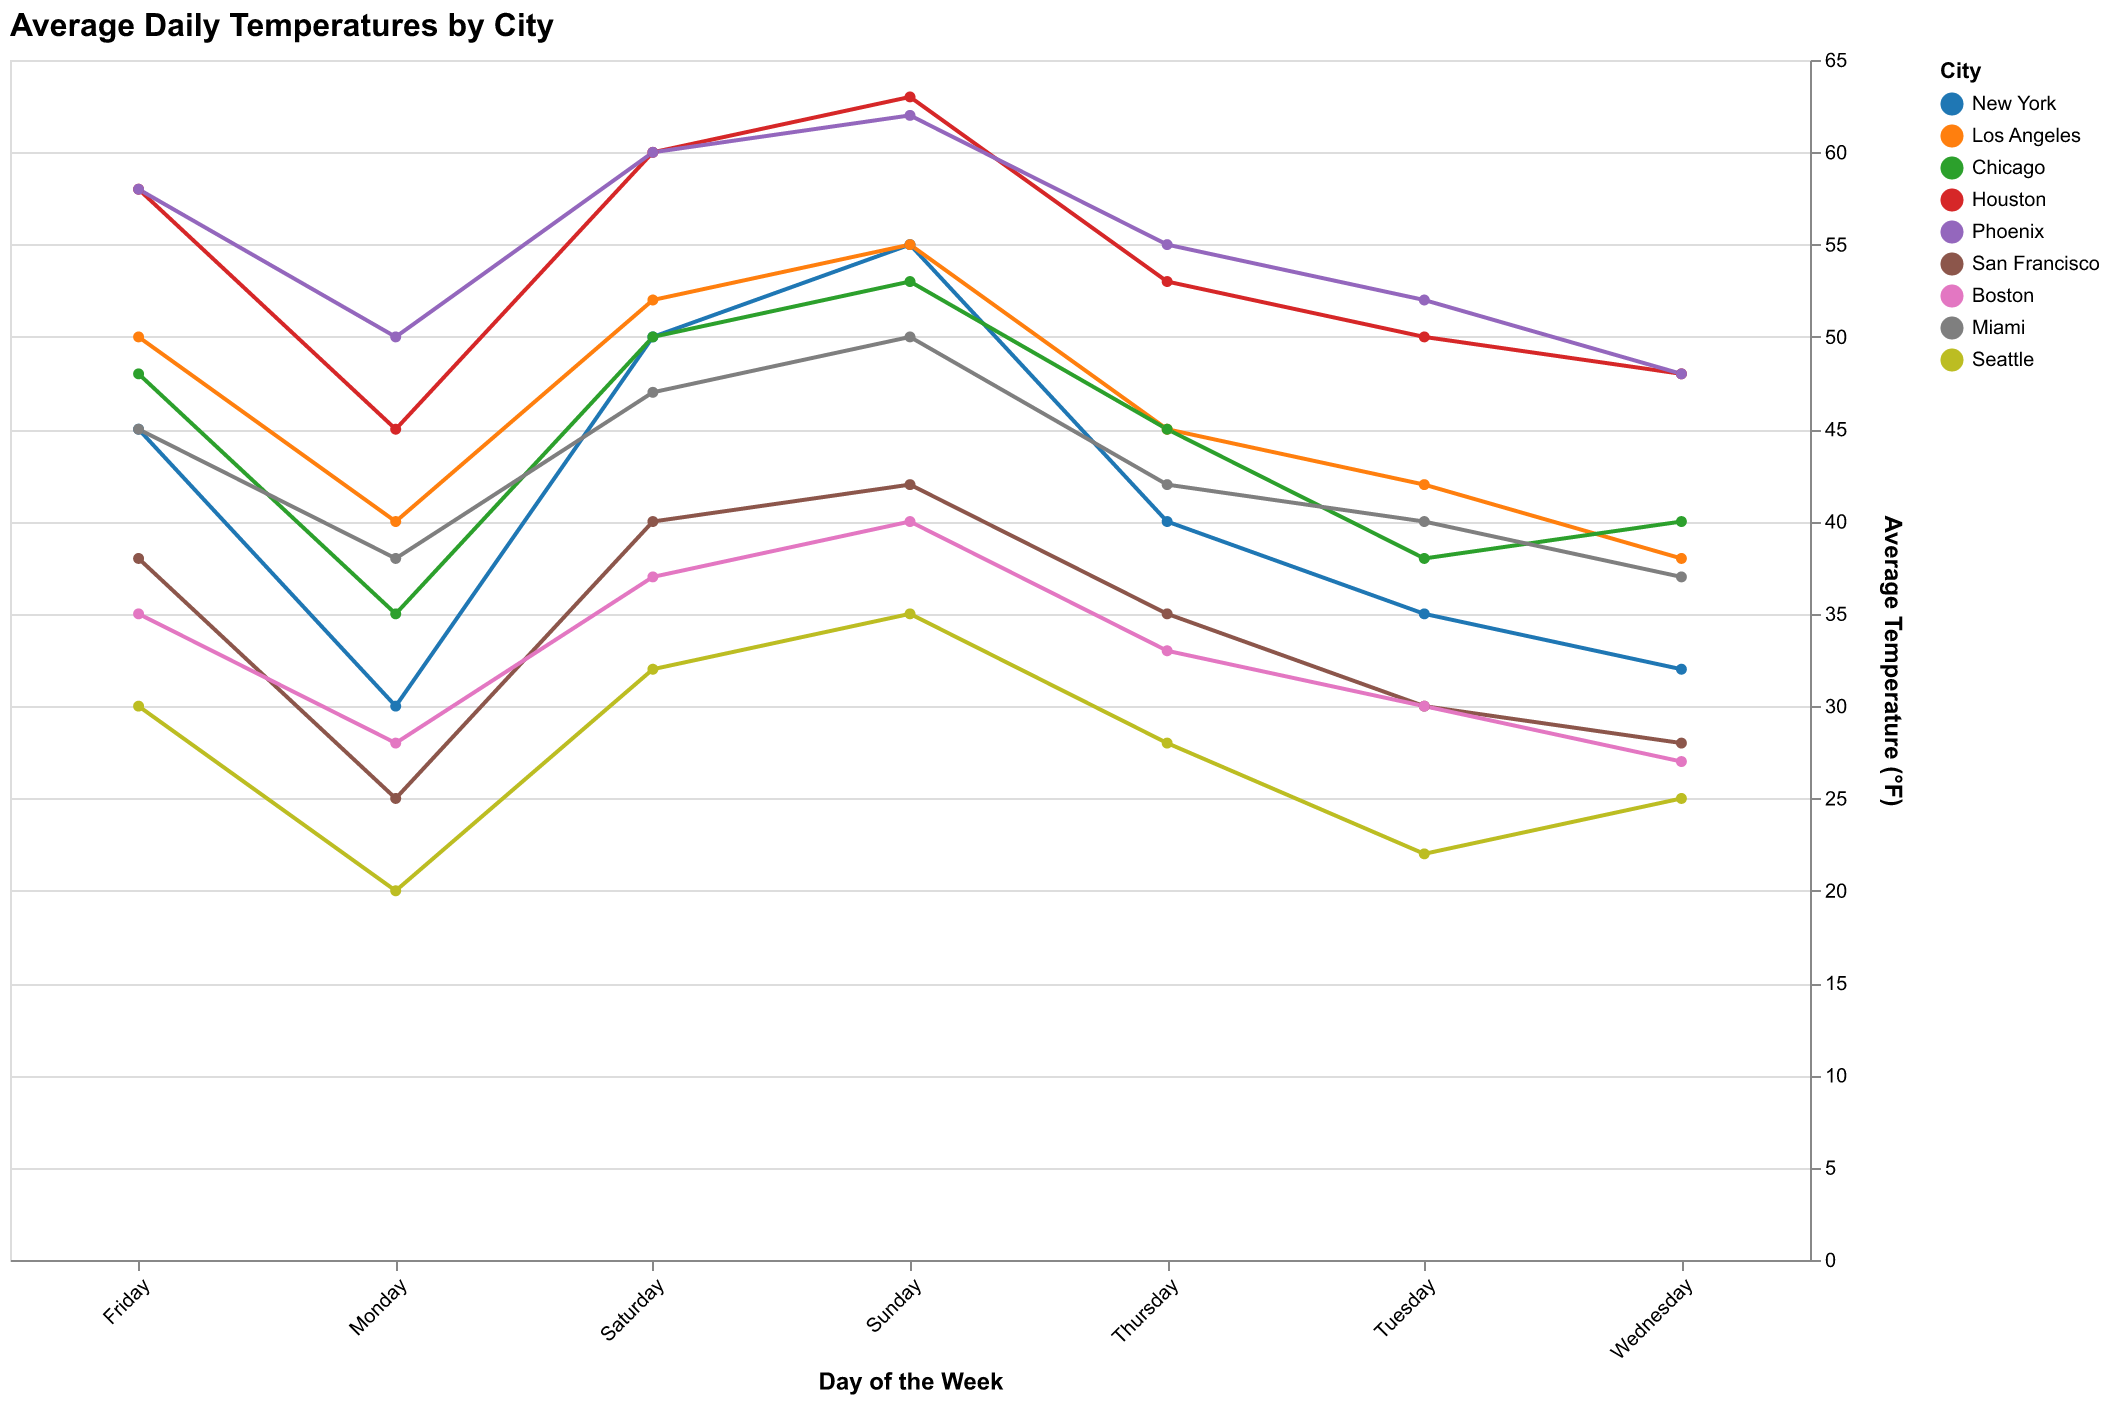 Average Daily Temperatures by City
65
60
55
50
45
40
35
30
25
20
15
10
5
0
Average Temperature (°F)
City
New York
Los Angeles
Chicago
Houston
Phoenix
San Francisco
Boston
Miami
Seattle
Friday
Monday
Saturday
Sunday
Thursday
Tuesday
Wednesday
Day of the Week